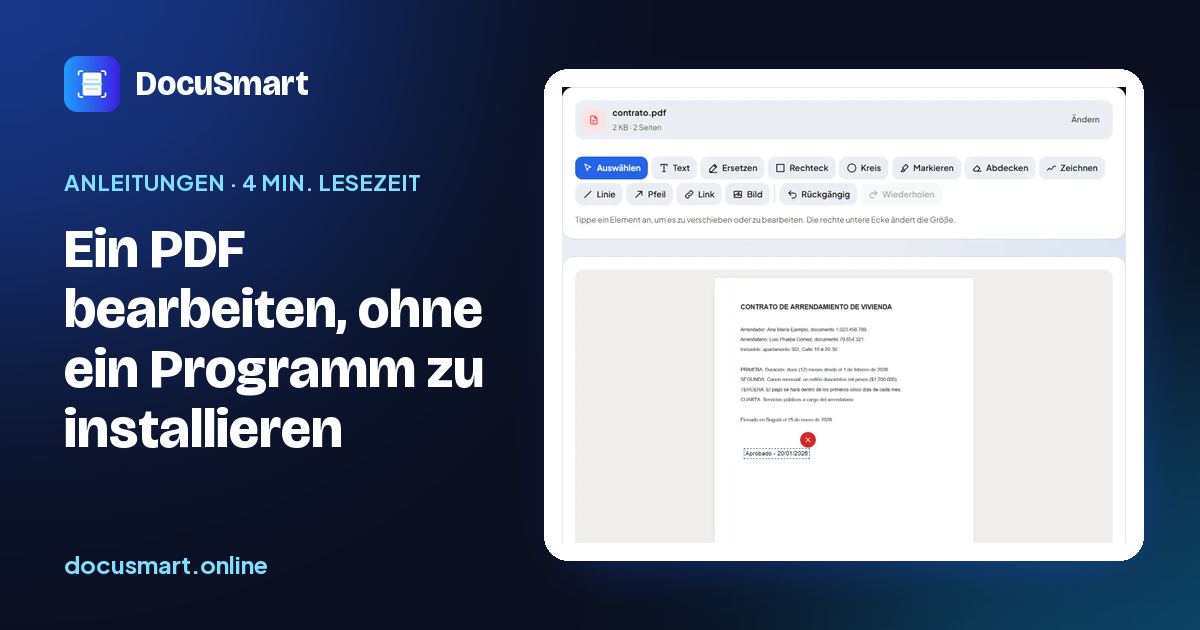 DocuSmart
ANLEITUNGEN · 4 MIN. LESEZEIT
Ein PDF
bearbeiten, ohne
ein Programm zu
installieren
docusmart.online
contrato.pdf
2 KB · 2 Seiten
Ändern
Auswählen
Text
Ersetzen
Rechteck
Kreis
Markieren
Abdecken
Zeichnen
Linie
Pfeil
Link
Bild
Rückgängig
Wiederholen
Tippe ein Element an, um es zu verschieben oder zu bearbeiten. Die rechte untere Ecke ändert die Größe.
CONTRATO DE ARRENDAMIENTO DE VIVIENDA
Arrendador: Ana María Ejemplo, documento 1.023.456.789.
Arrendatario: Luis Prueba Gómez, documento 79.654.321.
Inmueble: apartamento 302, Calle 10 # 20-30
PRIMERA. Duración: doce (12) meses desde el 1 de febrero de 2026.
SEGUNDA. Canon mensual: un millón doscientos mil pesos ($1.200.000).
TERCERA. El pago se hará dentro de los primeros cinco días de cada mes.
CUARTA. Servicios públicos a cargo del arrendatario.
Firmado en Bogotá el 15 de enero de 2026.
Aprobado - 20/01/2026